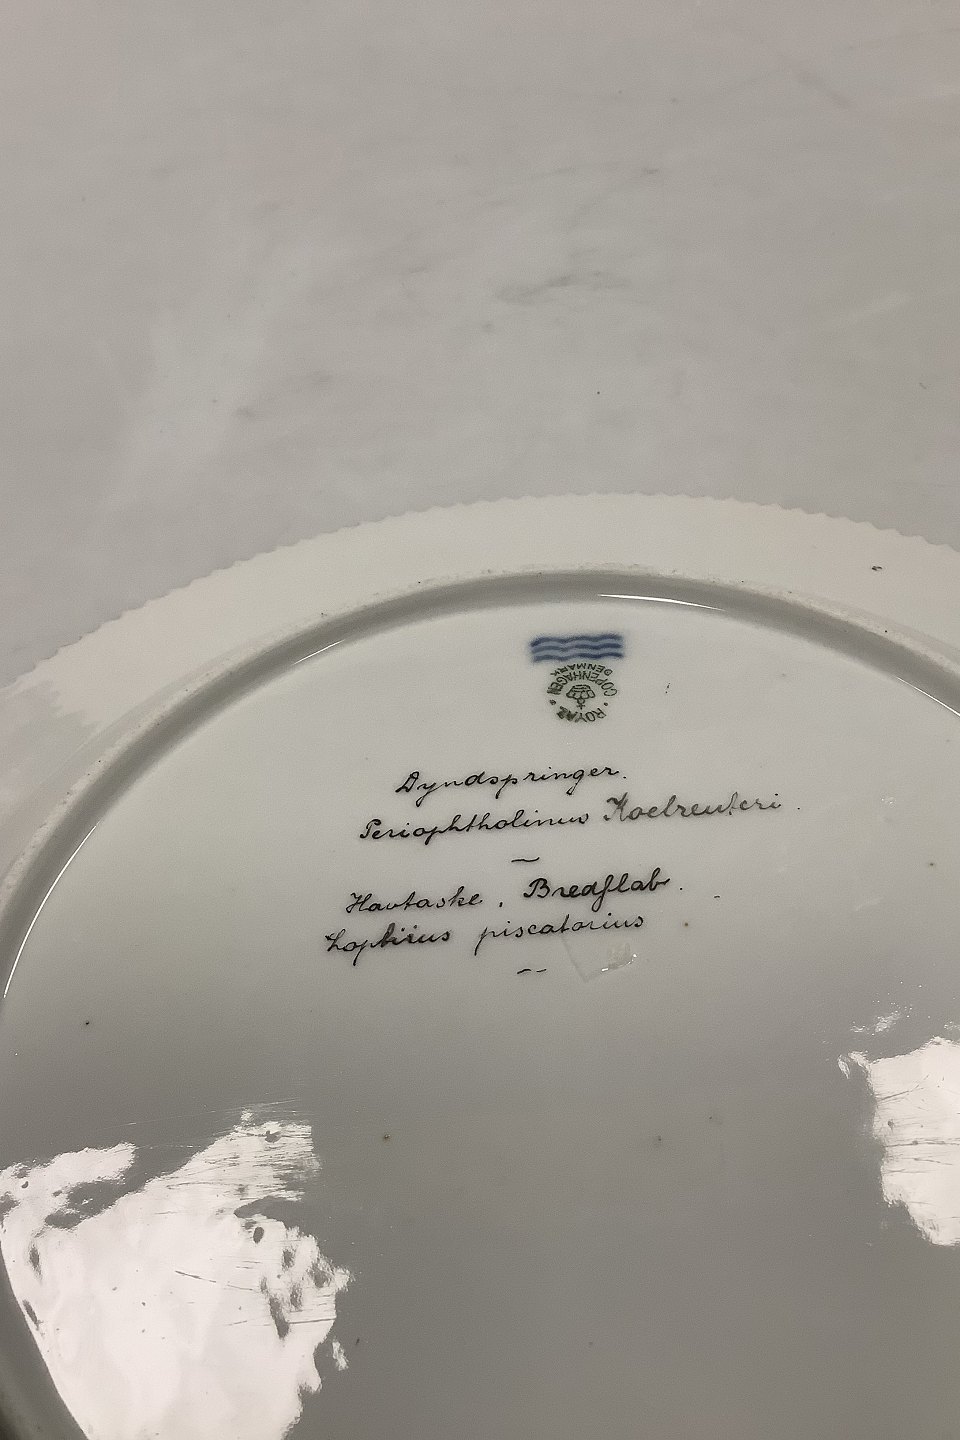 ROYAL COPENHAGEN
DENMARK
Dyndspringer.
Periophthalmus Koelreuteri.
Havtaske, Bredflab.
Lophius piscatorius